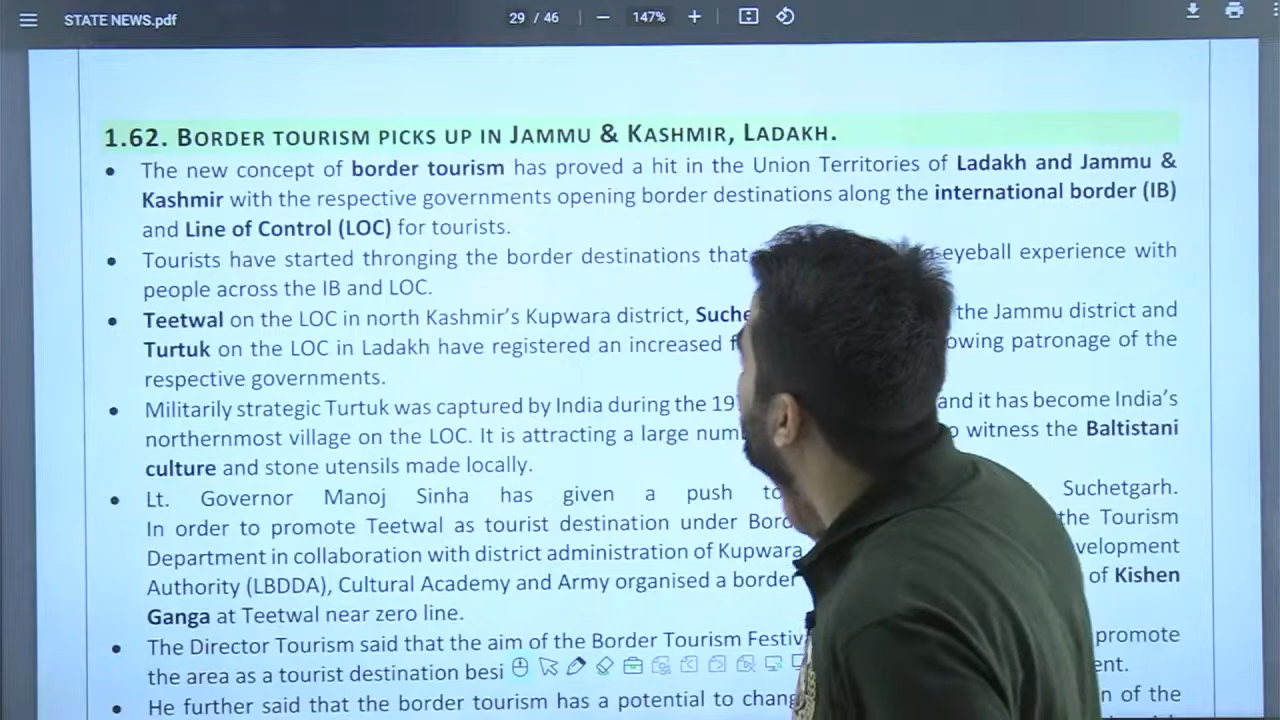 STATE NEWS.pdf
29 / 46
147%
1.62. BORDER TOURISM PICKS UP IN JAMMU & KASHMIR, LADAKH.
The new concept of border tourism has proved a hit in the Union Territories of Ladakh and Jammu &
Kashmir with the respective governments opening border destinations along the international border (IB)
and Line of Control (LOC) for tourists.
Tourists have started thronging the border destinations that eyeball experience with
people across the IB and LOC.
Teetwal on the LOC in north Kashmir's Kupwara district, the Jammu district and
Turtuk on the LOC in Ladakh have registered an increased patronage of the
respective governments.
Militarily strategic Turtuk was captured by India during the and it has become India's
northernmost village on the LOC. It is attracting a large witness the Baltistani
culture and stone utensils made locally.
Lt. Governor Manoj Sinha has given a push Suchetgarh.
In order to promote Teetwal as tourist destination under the Tourism
Department in collaboration with district administration of Kupwara
Authority (LBDDA), Cultural Academy and Army organised a border of Kishen
Ganga at Teetwal near zero line.
The Director Tourism said that the aim of the Border Tourism promote
the area as a tourist destination
He further said that the border tourism has a potential to of the